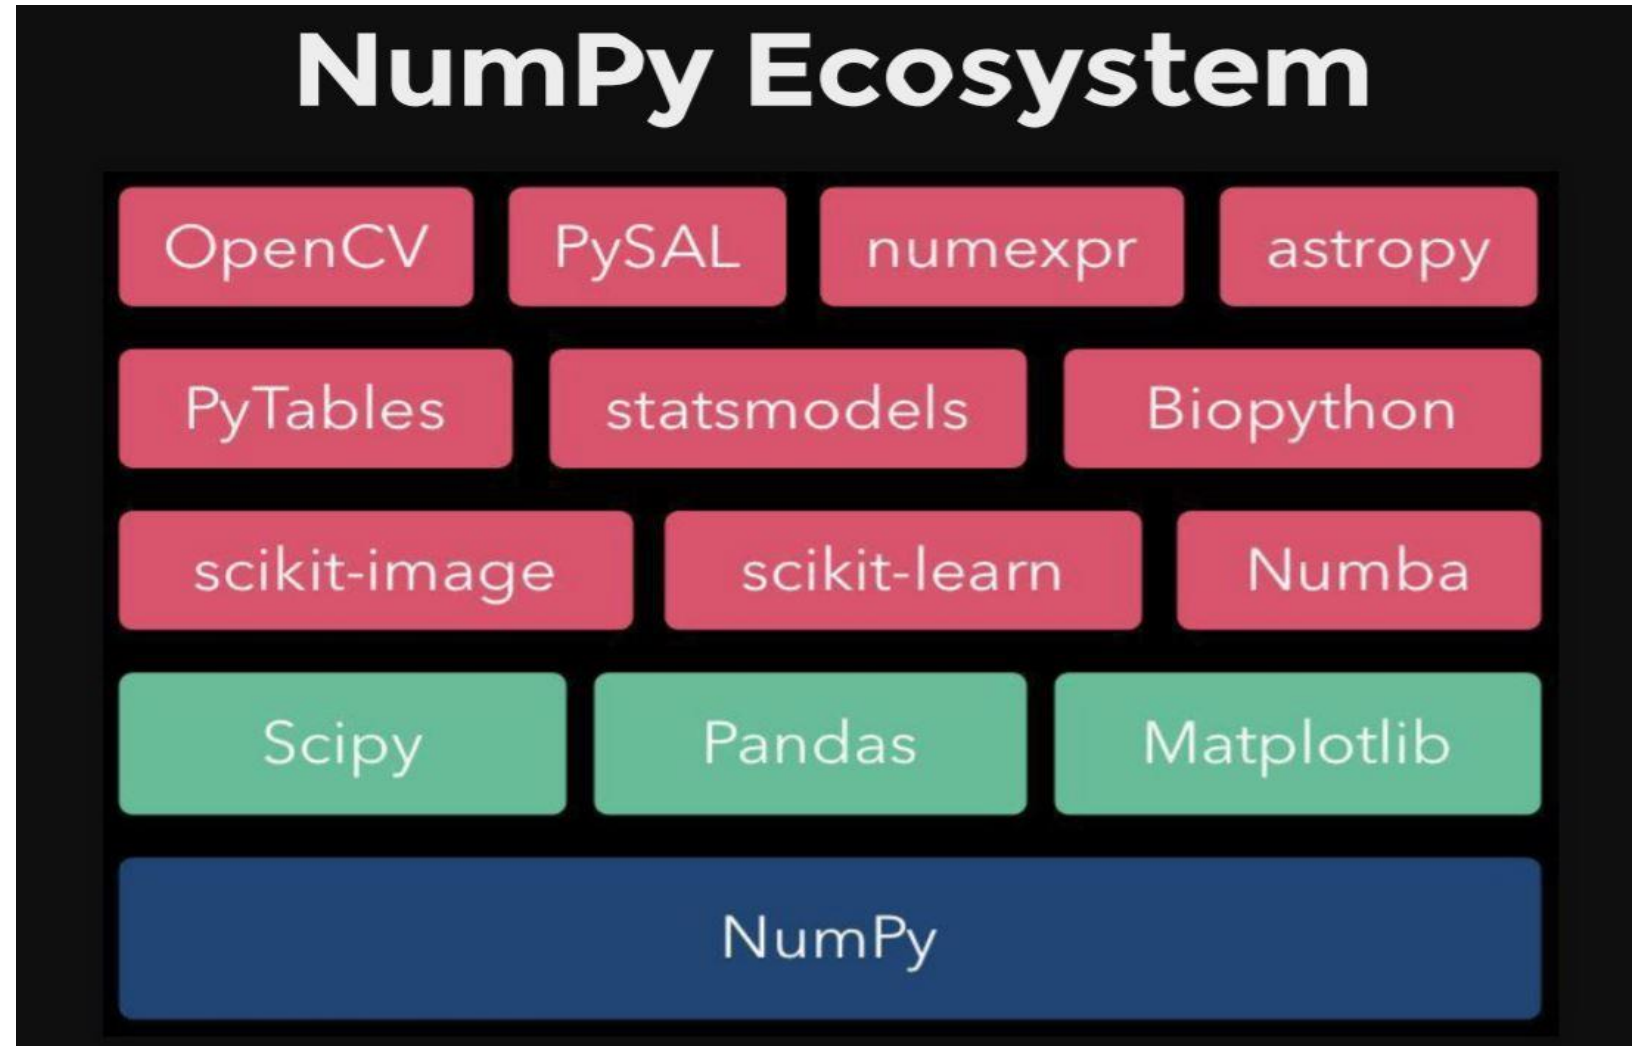 NumPy Ecosystem
OpenCV PySAL numexpr astropy
PyTables statsmodels Biopython
scikit-image scikit-learn Numba
Scipy Pandas Matplotlib
NumPy